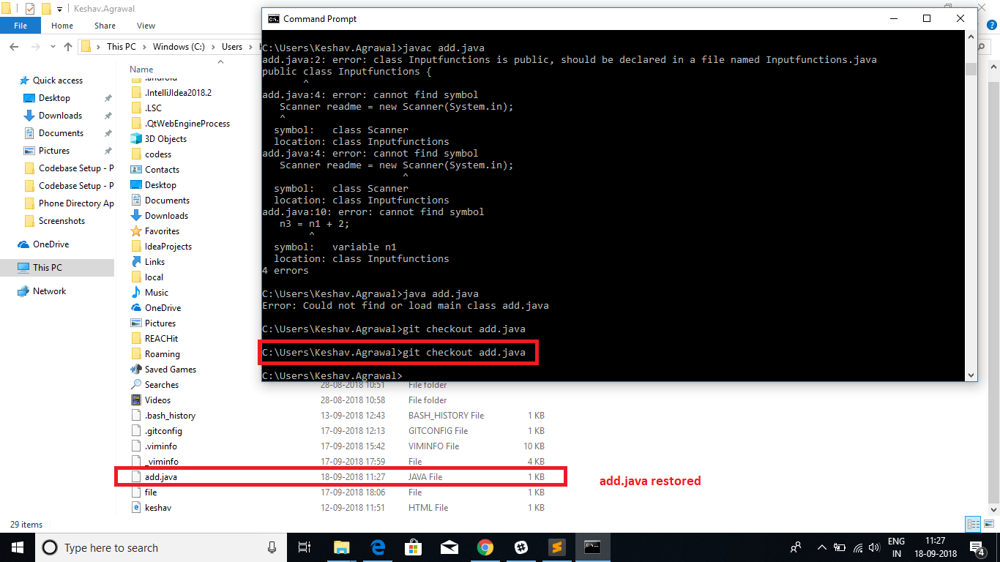 Keshav.Agrawal
File Home Share View
This PC Windows (C:) Users
Name
Quick access
Desktop
Downloads
Documents
Pictures
Codebase Setup - P
Codebase Setup - P
Phone Directory Ap
Screenshots
OneDrive
This PC
Network
.android
.IntelliJIdea2018.2
.LSC
.QtWebEngineProcess
3D Objects
codess
Contacts
Desktop
Documents
Downloads
Favorites
IdeaProjects
Links
local
Music
OneDrive
Pictures
REACHit
Roaming
Saved Games
Searches 28-08-2018 10:51 File folder
Videos 28-08-2018 10:58 File folder
.bash_history 13-09-2018 12:43 BASH_HISTORY File 1 KB
.gitconfig 17-09-2018 12:13 GITCONFIG File 1 KB
.viminfo 17-09-2018 15:42 VIMINFO File 10 KB
_viminfo 17-09-2018 17:59 File 4 KB
add.java 18-09-2018 11:27 JAVA File 1 KB
file 17-09-2018 18:06 File 1 KB
keshav 12-09-2018 11:51 HTML File 1 KB
29 items
Command Prompt
C:\Users\Keshav.Agrawal>javac add.java
add.java:2: error: class Inputfunctions is public, should be declared in a file named Inputfunctions.java
public class Inputfunctions {
^
add.java:4: error: cannot find symbol
Scanner readme = new Scanner(System.in);
^
symbol: class Scanner
location: class Inputfunctions
add.java:4: error: cannot find symbol
Scanner readme = new Scanner(System.in);
^
symbol: class Scanner
location: class Inputfunctions
add.java:10: error: cannot find symbol
n3 = n1 + 2;
^
symbol: variable n1
location: class Inputfunctions
4 errors
C:\Users\Keshav.Agrawal>java add.java
Error: Could not find or load main class add.java
C:\Users\Keshav.Agrawal>git checkout add.java
C:\Users\Keshav.Agrawal>git checkout add.java
C:\Users\Keshav.Agrawal>
add.java restored
Type here to search
ENG
IN
11:27
18-09-2018
4